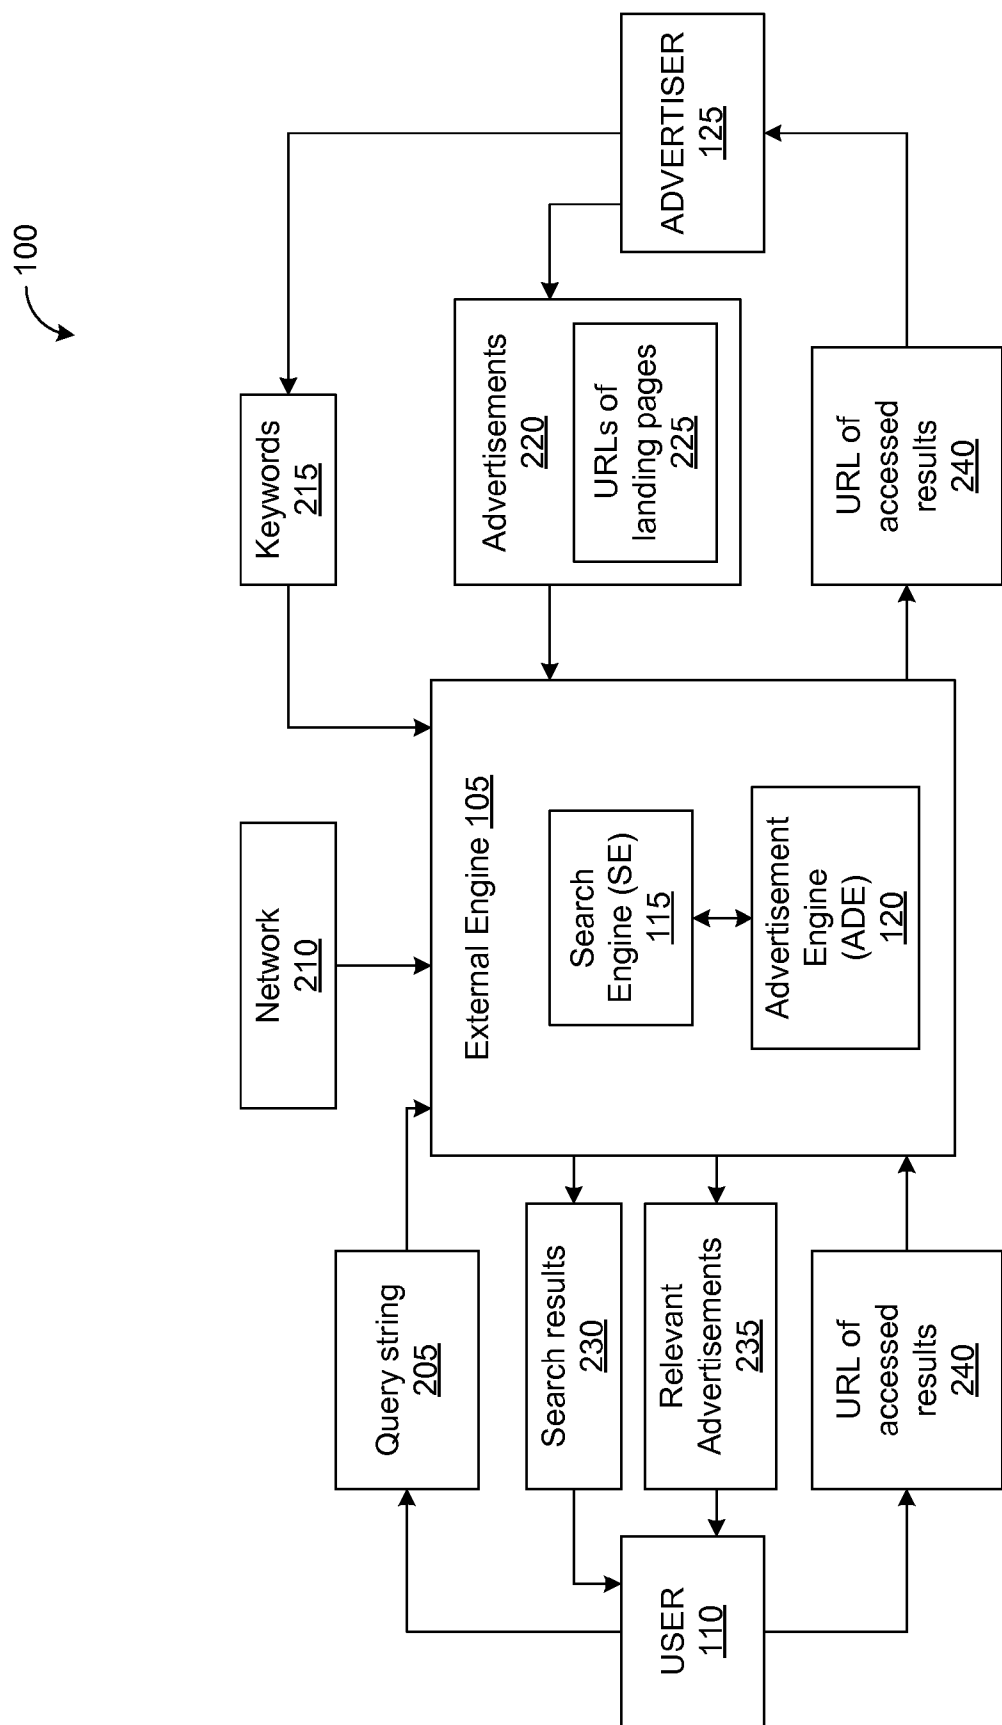 100
Network
210
Keywords
215
Query string
205
External Engine 105
Search
Engine (SE)
115
Advertisement
Engine
(ADE)
120
Advertisements
220
URLs of
landing pages
225
Search results
230
Relevant
Advertisements
235
USER
110
ADVERTISER
125
URL of
accessed
results
240
URL of
accessed
results
240